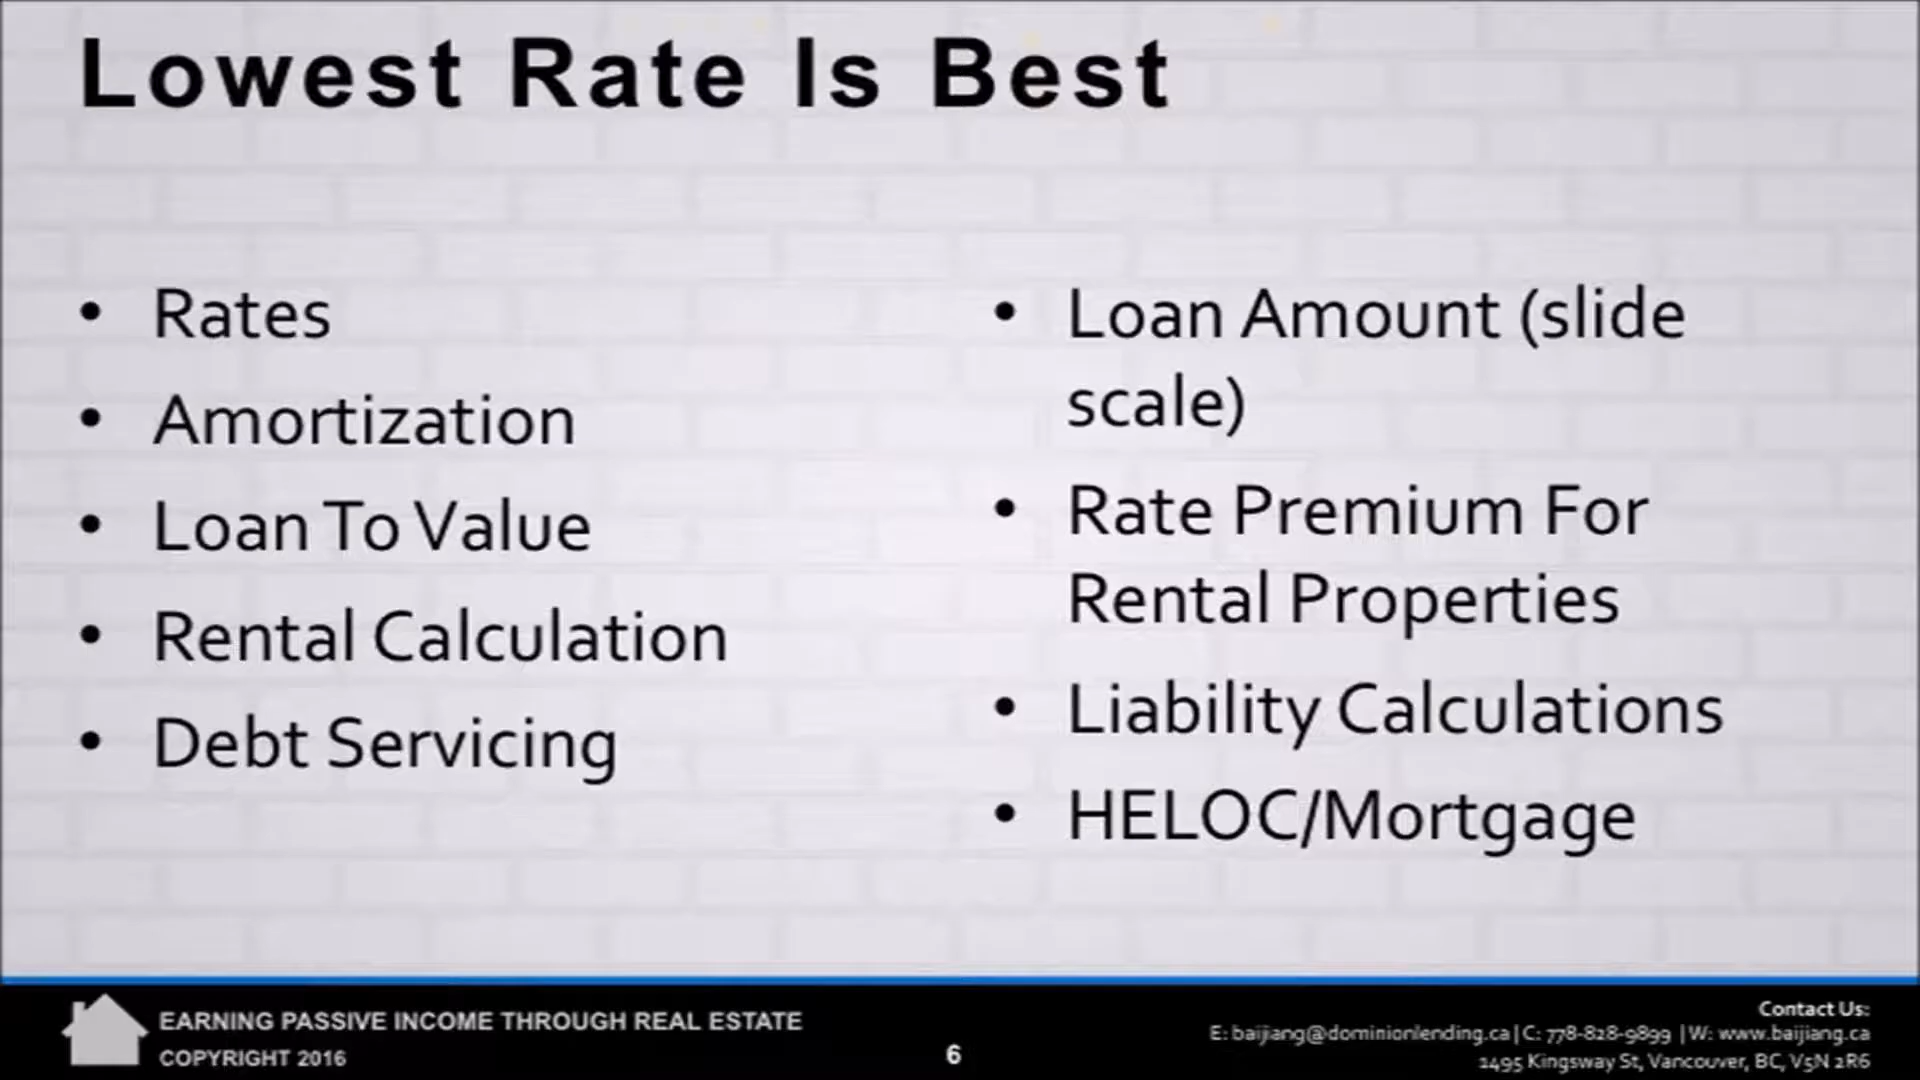 Lowest Rate Is Best
• Rates
• Amortization
• Loan To Value
• Rental Calculation
• Debt Servicing
• Loan Amount (slide
scale)
• Rate Premium For
Rental Properties
• Liability Calculations
• HELOC/Mortgage
EARNING PASSIVE INCOME THROUGH REAL ESTATE
COPYRIGHT 2016
6
Contact Us:
E: baijiang@dominionlending.ca | C: 778-828-9899 | W: www.baijiang.ca
2495 Kingsway St, Vancouver, BC, V5N 2R6